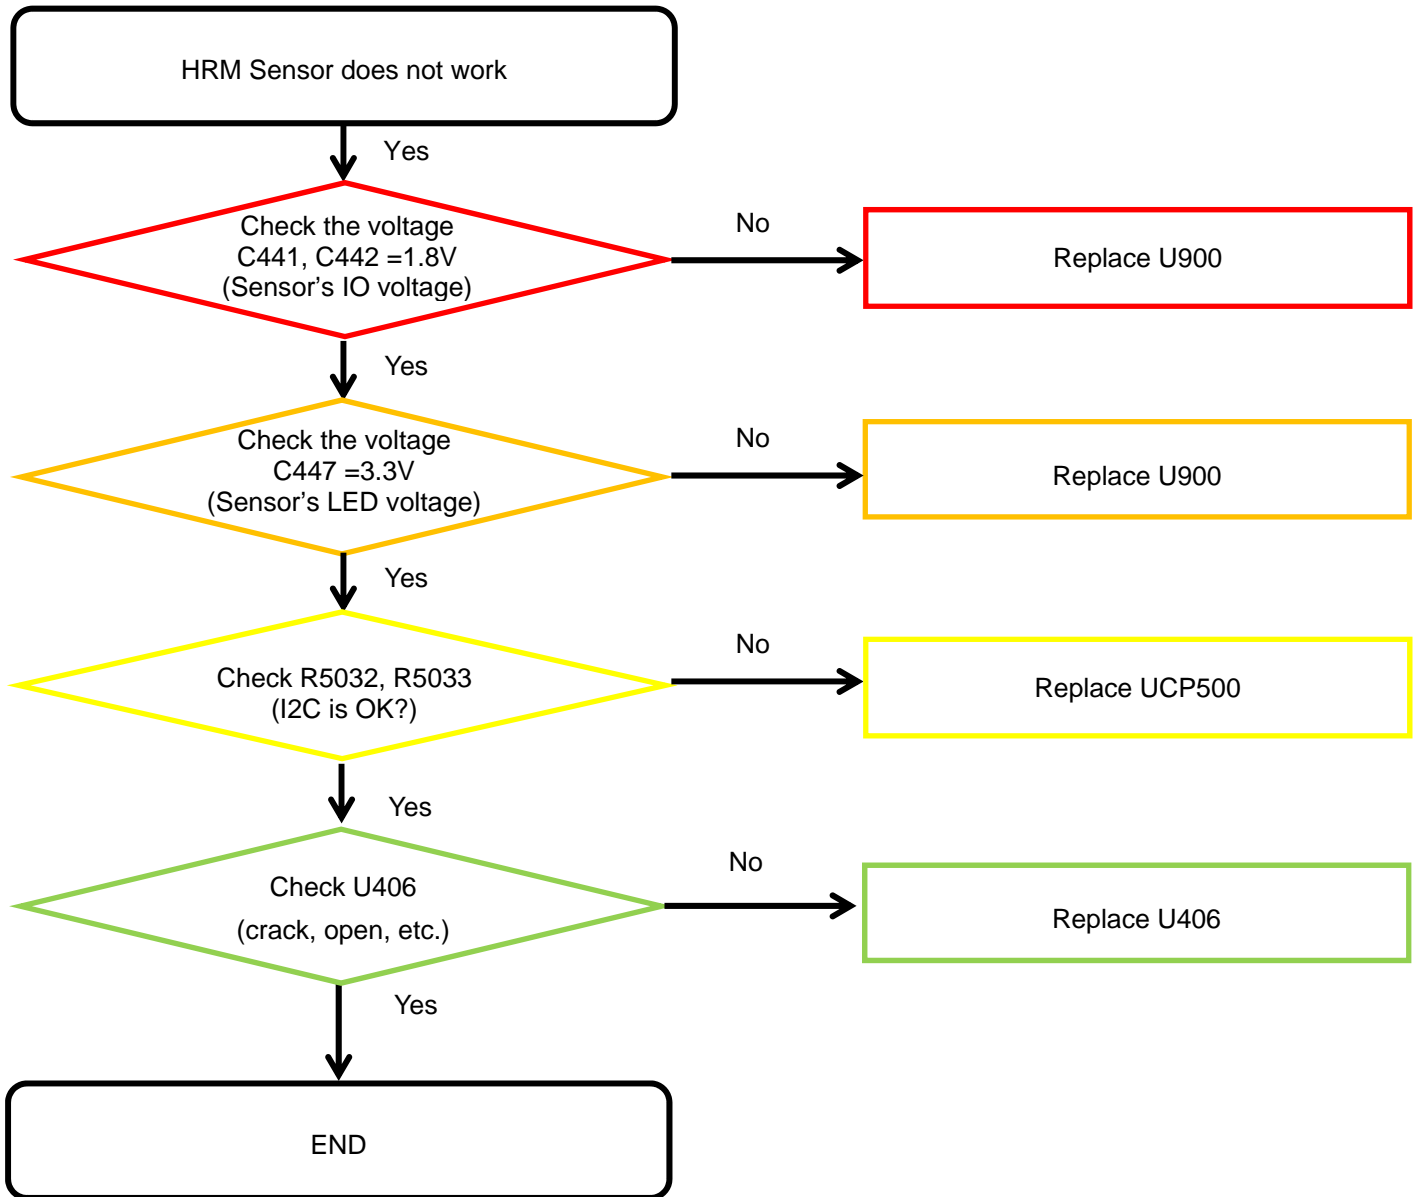 HRM Sensor does not work
Yes
Check the voltage
C441, C442 =1.8V
(Sensor's IO voltage)
No
Replace U900
Yes
Check the voltage
C447 =3.3V
(Sensor's LED voltage)
No
Replace U900
Yes
Check R5032, R5033
(I2C is OK?)
No
Replace UCP500
Yes
Check U406
(crack, open, etc.)
No
Replace U406
Yes
END